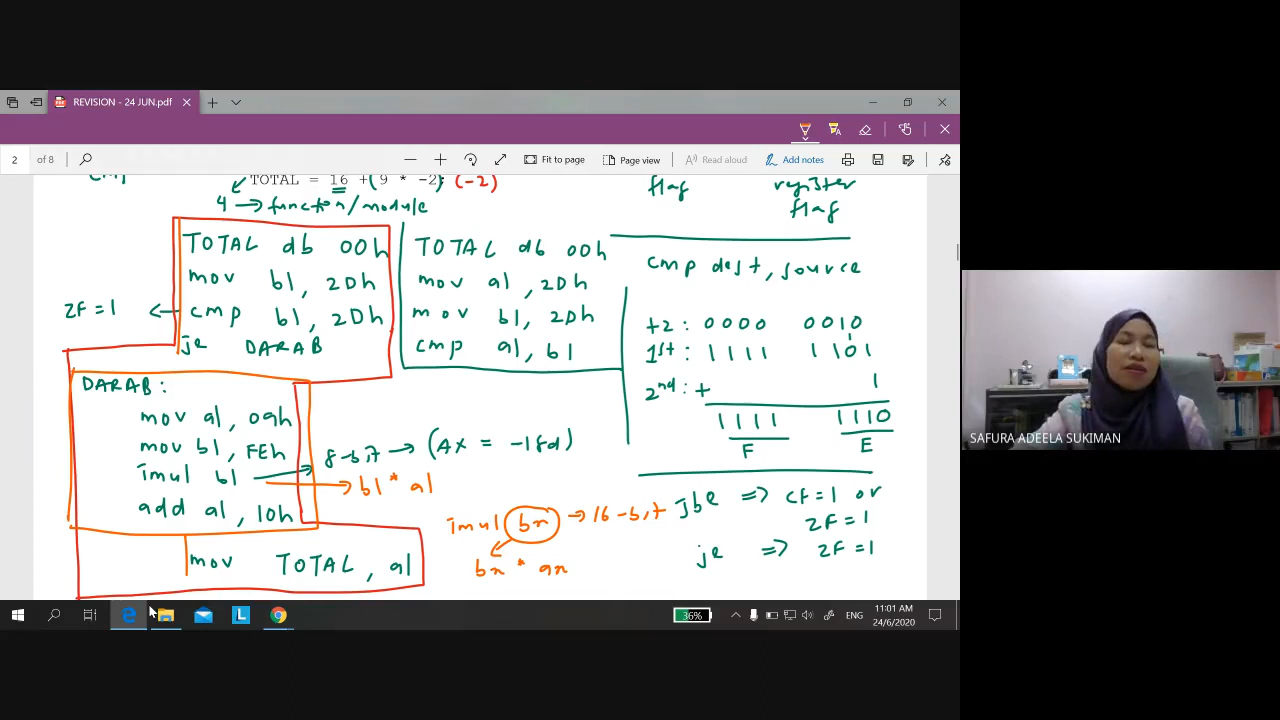 REVISION - 24 JUN.pdf
2 of 8
Fit to page
Page view
Read aloud
Add notes
cmp
TOTAL = 16 + (9 * -2); (-2)
4 → function/module
flag
register
flag
TOTAL db 00h
mov bl, 2Dh
ZF = 1 ← cmp bl, 2Dh
je DARAB
TOTAL db 00h
mov al, 2Dh
mov bl, 2Dh
cmp al, bl
cmp dest, source
+2 : 0000 0010
1st : 1111 1101
2nd : + 1
1111 1110
F E
DARAB:
mov al, 09h
mov bl, FEh
imul bl → 8-bit → (AX = -18d)
→ bl * al
add al, 10h
mov TOTAL, al
imul bx → 16-bit
bx * ax
jbe ⇒ CF = 1 or
ZF = 1
je ⇒ ZF = 1
SAFURA ADEELA SUKIMAN
36%
ENG
11:01 AM
24/6/2020